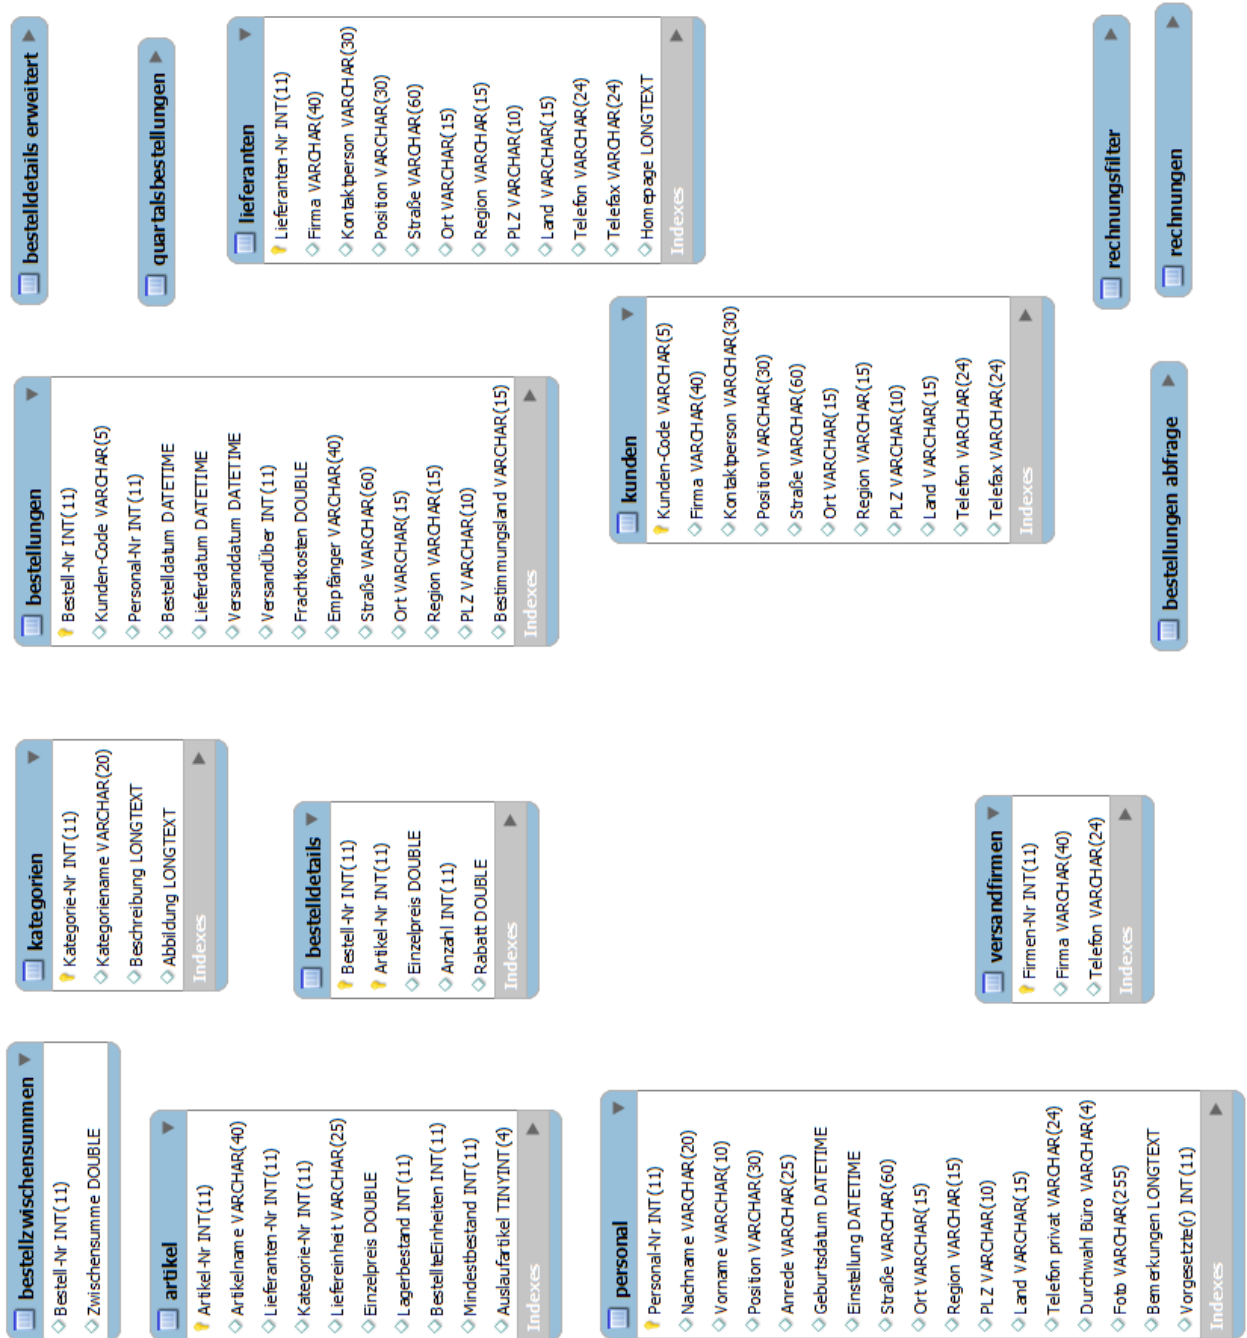 bestellzwischensummen
Bestell-Nr INT(11)
Zwischensumme DOUBLE
kategorien
Kategorie-Nr INT(11)
Kategoriename VARCHAR(20)
Beschreibung LONGTEXT
Abbildung LONGTEXT
Indexes
bestellungen
Bestell-Nr INT(11)
Kunden-Code VARCHAR(5)
Personal-Nr INT(11)
Bestelldatum DATETIME
Lieferdatum DATETIME
Versanddatum DATETIME
VersandÜber INT(11)
Frachtkosten DOUBLE
Empfänger VARCHAR(40)
Straße VARCHAR(60)
Ort VARCHAR(15)
Region VARCHAR(15)
PLZ VARCHAR(10)
Bestimmungsland VARCHAR(15)
Indexes
bestelldetails erweitert
quartalsbestellungen
lieferanten
Lieferanten-Nr INT(11)
Firma VARCHAR(40)
Kontaktperson VARCHAR(30)
Position VARCHAR(30)
Straße VARCHAR(60)
Ort VARCHAR(15)
Region VARCHAR(15)
PLZ VARCHAR(10)
Land VARCHAR(15)
Telefon VARCHAR(24)
Telefax VARCHAR(24)
Homepage LONGTEXT
Indexes
artikel
Artikel-Nr INT(11)
Artikelname VARCHAR(40)
Lieferanten-Nr INT(11)
Kategorie-Nr INT(11)
Liefereinheit VARCHAR(25)
Einzelpreis DOUBLE
Lagerbestand INT(11)
BestellteEinheiten INT(11)
Mindestbestand INT(11)
Auslaufartikel TINYINT(4)
Indexes
bestelldetails
Bestell-Nr INT(11)
Artikel-Nr INT(11)
Einzelpreis DOUBLE
Anzahl INT(11)
Rabatt DOUBLE
Indexes
personal
Personal-Nr INT(11)
Nachname VARCHAR(20)
Vorname VARCHAR(10)
Position VARCHAR(30)
Anrede VARCHAR(25)
Geburtsdatum DATETIME
Einstellung DATETIME
Straße VARCHAR(60)
Ort VARCHAR(15)
Region VARCHAR(15)
PLZ VARCHAR(10)
Land VARCHAR(15)
Telefon privat VARCHAR(24)
Durchwahl Büro VARCHAR(4)
Foto VARCHAR(255)
Bemerkungen LONGTEXT
Vorgesetzte(r) INT(11)
Indexes
kunden
Kunden-Code VARCHAR(5)
Firma VARCHAR(40)
Kontaktperson VARCHAR(30)
Position VARCHAR(30)
Straße VARCHAR(60)
Ort VARCHAR(15)
Region VARCHAR(15)
PLZ VARCHAR(10)
Land VARCHAR(15)
Telefon VARCHAR(24)
Telefax VARCHAR(24)
Indexes
versandfirmen
Firmen-Nr INT(11)
Firma VARCHAR(40)
Telefon VARCHAR(24)
Indexes
rechnungsfilter
bestellungen abfrage
rechnungen